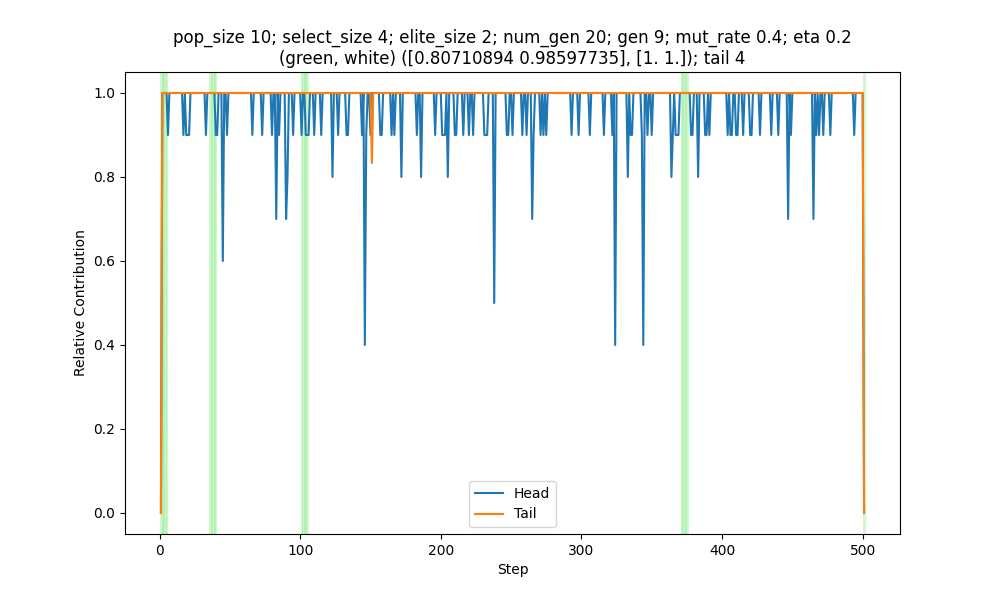 pop_size 10; select_size 4; elite_size 2; num_gen 20; gen 9; mut_rate 0.4; eta 0.2
(green, white) ([0.80710894 0.98597735], [1. 1.]); tail 4
1.0
0.8
0.6
0.4
0.2
0.0
Relative Contribution
Head
Tail
0 100 200 300 400 500
Step